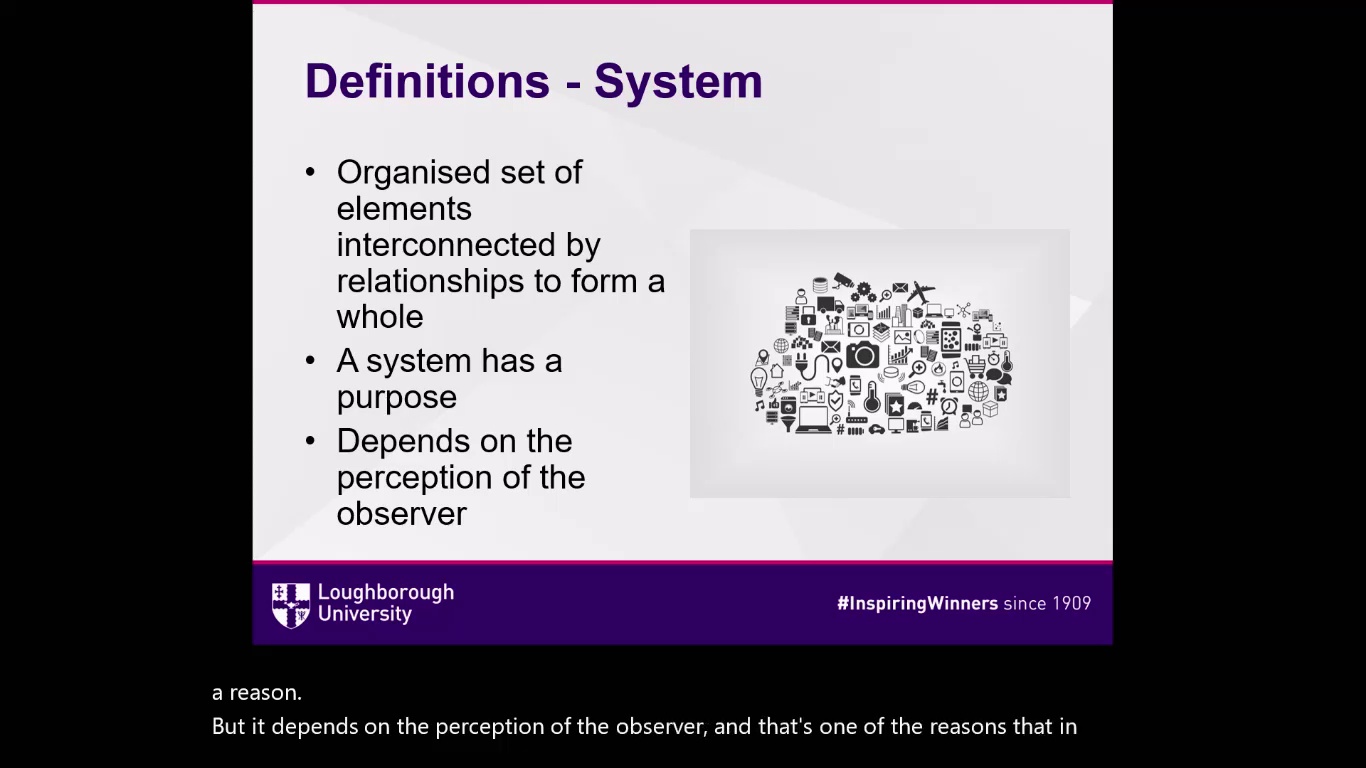 Definitions - System
• Organised set of
elements
interconnected by
relationships to form a
whole
• A system has a
purpose
• Depends on the
perception of the
observer
Loughborough
University
#InspiringWinners since 1909
a reason.
But it depends on the perception of the observer, and that's one of the reasons that in